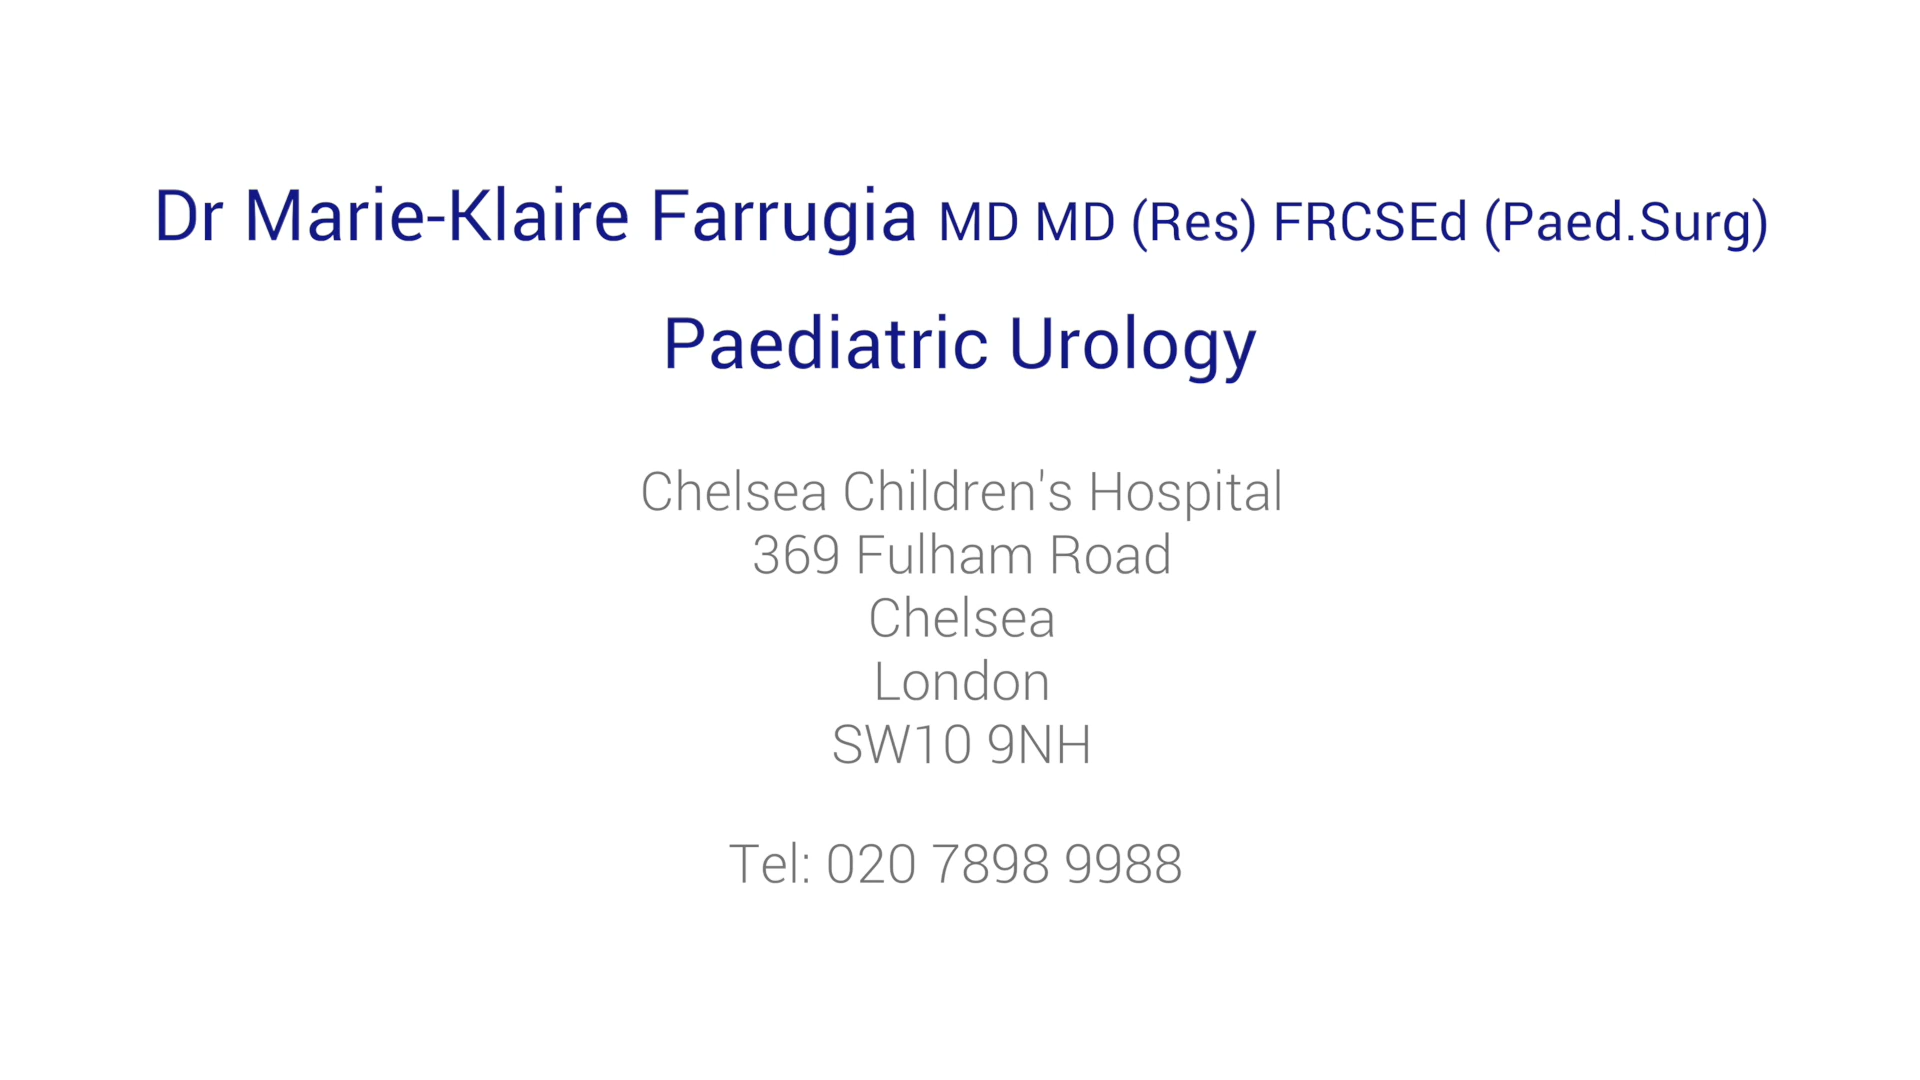 Dr Marie-Klaire Farrugia MD MD (Res) FRCSEd (Paed.Surg)
Paediatric Urology
Chelsea Children's Hospital
369 Fulham Road
Chelsea
London
SW10 9NH
Tel: 020 7898 9988